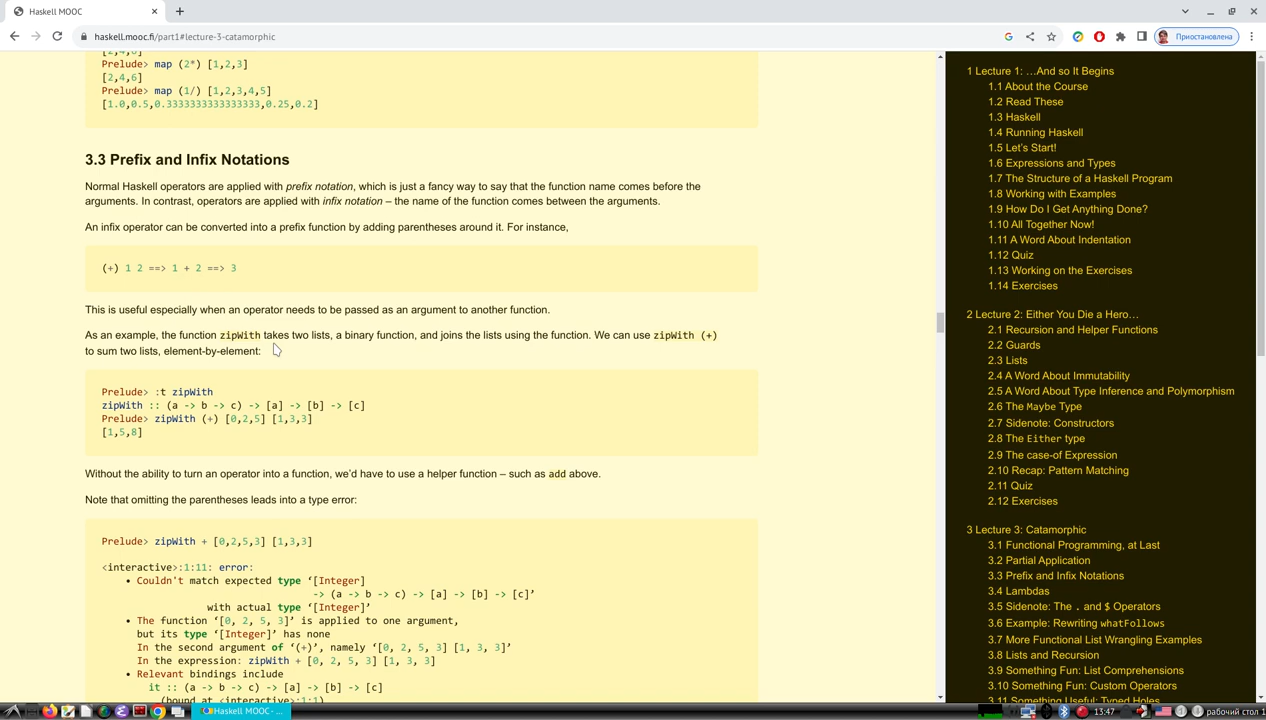 Haskell MOOC
haskell.mooc.fi/part1#lecture-3-catamorphic
Приостановлена
[2,4,6]
Prelude> map (2*) [1,2,3]
[2,4,6]
Prelude> map (1/) [1,2,3,4,5]
[1.0,0.5,0.3333333333333333,0.25,0.2]
3.3 Prefix and Infix Notations
Normal Haskell operators are applied with prefix notation, which is just a fancy way to say that the function name comes before the
arguments. In contrast, operators are applied with infix notation – the name of the function comes between the arguments.
An infix operator can be converted into a prefix function by adding parentheses around it. For instance,
(+) 1 2 ==> 1 + 2 ==> 3
This is useful especially when an operator needs to be passed as an argument to another function.
As an example, the function zipWith takes two lists, a binary function, and joins the lists using the function. We can use zipWith (+)
to sum two lists, element-by-element:
Prelude> :t zipWith
zipWith :: (a -> b -> c) -> [a] -> [b] -> [c]
Prelude> zipWith (+) [0,2,5] [1,3,3]
[1,5,8]
Without the ability to turn an operator into a function, we’d have to use a helper function – such as add above.
Note that omitting the parentheses leads into a type error:
Prelude> zipWith + [0,2,5,3] [1,3,3]
<interactive>:1:11: error:
• Couldn't match expected type ‘[Integer]
-> (a -> b -> c) -> [a] -> [b] -> [c]’
with actual type ‘[Integer]’
• The function ‘[0, 2, 5, 3]’ is applied to one argument,
but its type ‘[Integer]’ has none
In the second argument of ‘(+)’, namely ‘[0, 2, 5, 3] [1, 3, 3]’
In the expression: zipWith + [0, 2, 5, 3] [1, 3, 3]
• Relevant bindings include
it :: (a -> b -> c) -> [a] -> [b] -> [c]
(bound at <interactive>:1:1)
1 Lecture 1: …And so It Begins
1.1 About the Course
1.2 Read These
1.3 Haskell
1.4 Running Haskell
1.5 Let’s Start!
1.6 Expressions and Types
1.7 The Structure of a Haskell Program
1.8 Working with Examples
1.9 How Do I Get Anything Done?
1.10 All Together Now!
1.11 A Word About Indentation
1.12 Quiz
1.13 Working on the Exercises
1.14 Exercises
2 Lecture 2: Either You Die a Hero…
2.1 Recursion and Helper Functions
2.2 Guards
2.3 Lists
2.4 A Word About Immutability
2.5 A Word About Type Inference and Polymorphism
2.6 The Maybe Type
2.7 Sidenote: Constructors
2.8 The Either type
2.9 The case-of Expression
2.10 Recap: Pattern Matching
2.11 Quiz
2.12 Exercises
3 Lecture 3: Catamorphic
3.1 Functional Programming, at Last
3.2 Partial Application
3.3 Prefix and Infix Notations
3.4 Lambdas
3.5 Sidenote: The . and $ Operators
3.6 Example: Rewriting whatFollows
3.7 More Functional List Wrangling Examples
3.8 Lists and Recursion
3.9 Something Fun: List Comprehensions
3.10 Something Fun: Custom Operators
3.11 Something Useful: Typed Holes
Haskell MOOC - ...
13:47
рабочий стол 1